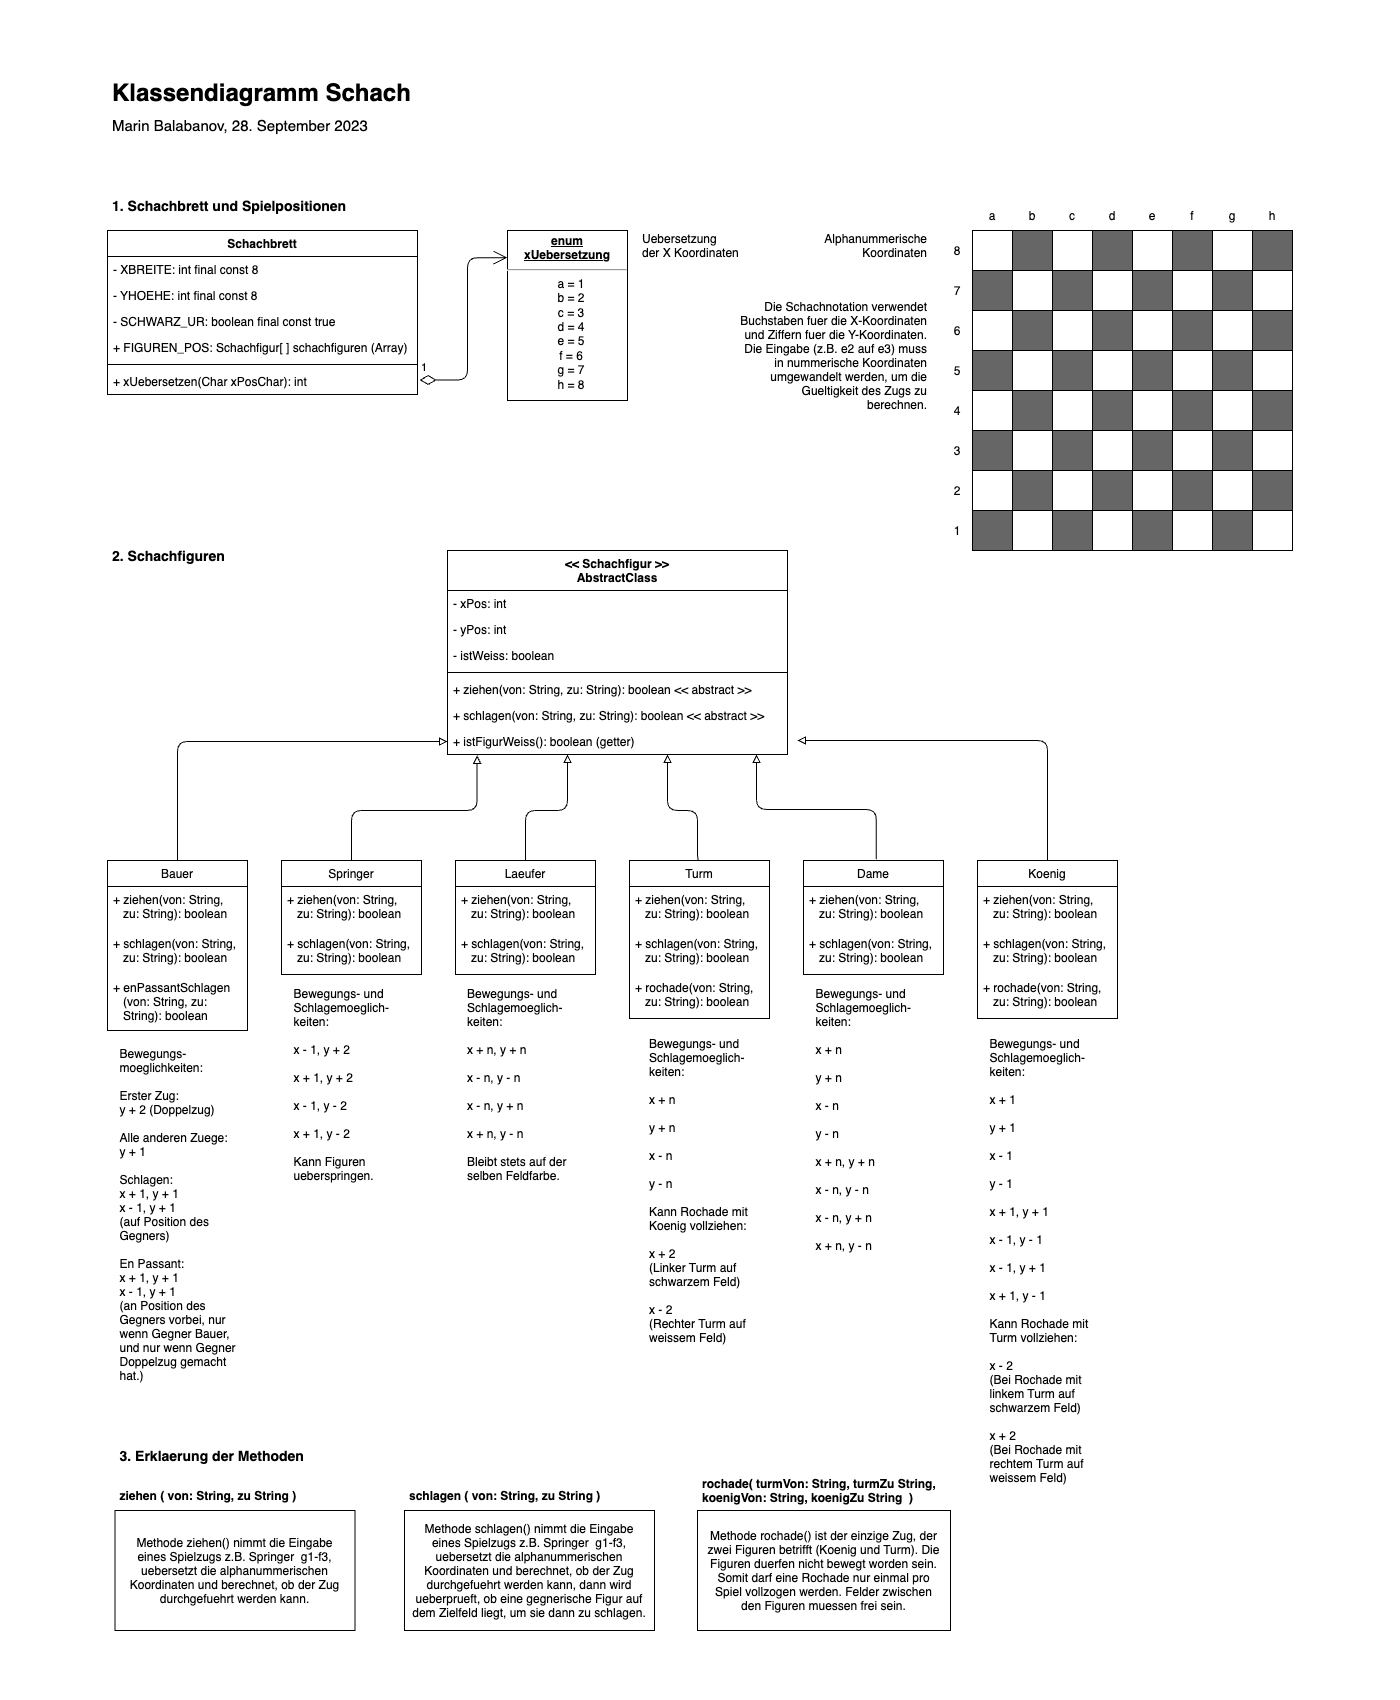 Klassendiagramm Schach
Marin Balabanov, 28. September 2023
1. Schachbrett und Spielpositionen
Schachbrett
- XBREITE: int final const 8
- YHOEHE: int final const 8
- SCHWARZ_UR: boolean final const true
+ FIGUREN_POS: Schachfigur[ ] schachfiguren (Array)
+ xUebersetzen(Char xPosChar): int
1
enum
xUebersetzung
a = 1
b = 2
c = 3
d = 4
e = 5
f = 6
g = 7
h = 8
Uebersetzung
der X Koordinaten
Alphanummerische
Koordinaten
Die Schachnotation verwendet
Buchstaben fuer die X-Koordinaten
und Ziffern fuer die Y-Koordinaten.
Die Eingabe (z.B. e2 auf e3) muss
in nummerische Koordinaten
umgewandelt werden, um die
Gueltigkeit des Zugs zu
berechnen.
a b c d e f g h
8
7
6
5
4
3
2
1
2. Schachfiguren
<< Schachfigur >>
AbstractClass
- xPos: int
- yPos: int
- istWeiss: boolean
+ ziehen(von: String, zu: String): boolean << abstract >>
+ schlagen(von: String, zu: String): boolean << abstract >>
+ istFigurWeiss(): boolean (getter)
Bauer
+ ziehen(von: String,
zu: String): boolean
+ schlagen(von: String,
zu: String): boolean
+ enPassantSchlagen
(von: String, zu:
String): boolean
Bewegungs-
moeglichkeiten:
Erster Zug:
y + 2 (Doppelzug)
Alle anderen Zuege:
y + 1
Schlagen:
x + 1, y + 1
x - 1, y + 1
(auf Position des
Gegners)
En Passant:
x + 1, y + 1
x - 1, y + 1
(an Position des
Gegners vorbei, nur
wenn Gegner Bauer,
und nur wenn Gegner
Doppelzug gemacht
hat.)
Springer
+ ziehen(von: String,
zu: String): boolean
+ schlagen(von: String,
zu: String): boolean
Bewegungs- und
Schlagemoeglich-
keiten:
x - 1, y + 2
x + 1, y + 2
x - 1, y - 2
x + 1, y - 2
Kann Figuren
ueberspringen.
Laeufer
+ ziehen(von: String,
zu: String): boolean
+ schlagen(von: String,
zu: String): boolean
Bewegungs- und
Schlagemoeglich-
keiten:
x + n, y + n
x - n, y - n
x - n, y + n
x + n, y - n
Bleibt stets auf der
selben Feldfarbe.
Turm
+ ziehen(von: String,
zu: String): boolean
+ schlagen(von: String,
zu: String): boolean
+ rochade(von: String,
zu: String): boolean
Bewegungs- und
Schlagemoeglich-
keiten:
x + n
y + n
x - n
y - n
Kann Rochade mit
Koenig vollziehen:
x + 2
(Linker Turm auf
schwarzem Feld)
x - 2
(Rechter Turm auf
weissem Feld)
Dame
+ ziehen(von: String,
zu: String): boolean
+ schlagen(von: String,
zu: String): boolean
Bewegungs- und
Schlagemoeglich-
keiten:
x + n
y + n
x - n
y - n
x + n, y + n
x - n, y - n
x - n, y + n
x + n, y - n
Koenig
+ ziehen(von: String,
zu: String): boolean
+ schlagen(von: String,
zu: String): boolean
+ rochade(von: String,
zu: String): boolean
Bewegungs- und
Schlagemoeglich-
keiten:
x + 1
y + 1
x - 1
y - 1
x + 1, y + 1
x - 1, y - 1
x - 1, y + 1
x + 1, y - 1
Kann Rochade mit
Turm vollziehen:
x - 2
(Bei Rochade mit
linkem Turm auf
schwarzem Feld)
x + 2
(Bei Rochade mit
rechtem Turm auf
weissem Feld)
3. Erklaerung der Methoden
ziehen ( von: String, zu String )
Methode ziehen() nimmt die Eingabe
eines Spielzugs z.B. Springer g1-f3,
uebersetzt die alphanummerischen
Koordinaten und berechnet, ob der Zug
durchgefuehrt werden kann.
schlagen ( von: String, zu String )
Methode schlagen() nimmt die Eingabe
eines Spielzugs z.B. Springer g1-f3,
uebersetzt die alphanummerischen
Koordinaten und berechnet, ob der Zug
durchgefuehrt werden kann, dann wird
ueberprueft, ob eine gegnerische Figur auf
dem Zielfeld liegt, um sie dann zu schlagen.
rochade( turmVon: String, turmZu String,
koenigVon: String, koenigZu String )
Methode rochade() ist der einzige Zug, der
zwei Figuren betrifft (Koenig und Turm). Die
Figuren duerfen nicht bewegt worden sein.
Somit darf eine Rochade nur einmal pro
Spiel vollzogen werden. Felder zwischen
den Figuren muessen frei sein.